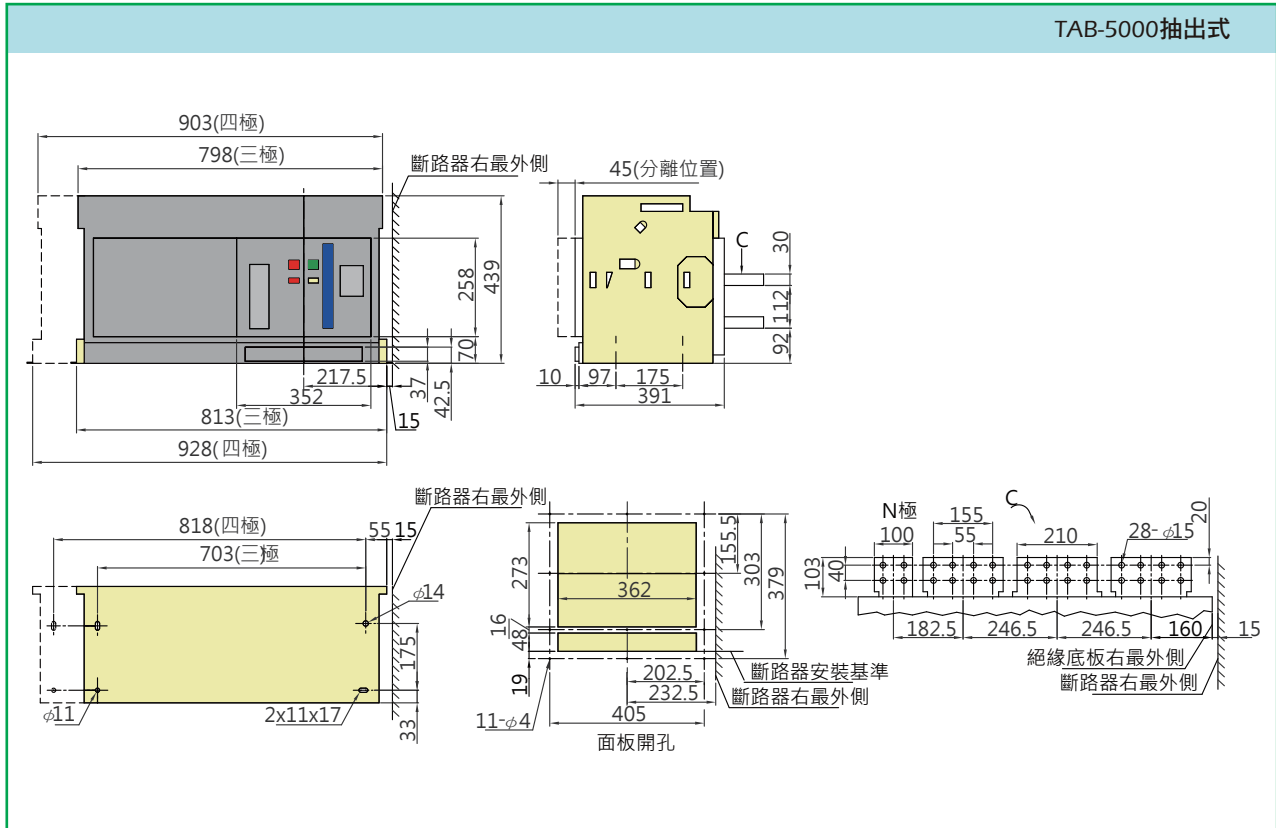 TAB-5000抽出式
903(四極)
798(三極)
斷路器右最外側
258
439
70
217.5
37
42.5
352
15
813(三極)
928(四極)
45(分離位置)
C
30
112
92
10
97
175
391
斷路器右最外側
818(四極)
55
15
703(三極
φ14
175
φ11
2x11x17
33
155.5
303
379
273
362
16
48
19
斷路器安裝基準
202.5
斷路器右最外側
232.5
11-φ4
405
面板開孔
N極
C
155
20
100
55
210
28-φ15
103
40
182.5
246.5
246.5
160
15
絕緣底板右最外側
斷路器右最外側